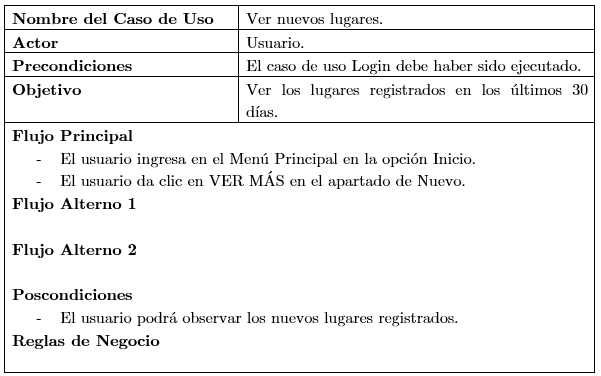 Nombre del Caso de Uso Ver nuevos lugares.
Actor Usuario.
Precondiciones El caso de uso Login debe haber sido ejecutado.
Objetivo Ver los lugares registrados en los últimos 30
días.
Flujo Principal
- El usuario ingresa en el Menú Principal en la opción Inicio.
- El usuario da clic en VER MÁS en el apartado de Nuevo.
Flujo Alterno 1
Flujo Alterno 2
Poscondiciones
- El usuario podrá observar los nuevos lugares registrados.
Reglas de Negocio